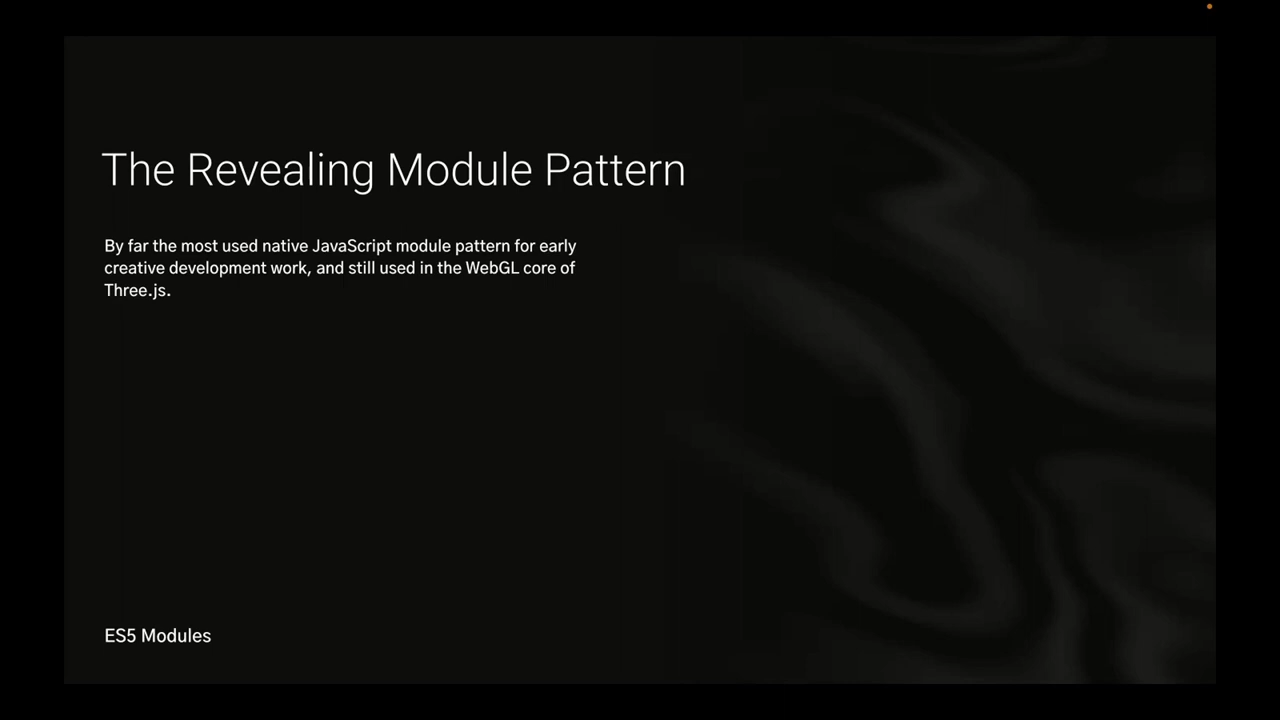 The Revealing Module Pattern
By far the most used native JavaScript module pattern for early
creative development work, and still used in the WebGL core of
Three.js.
ES5 Modules